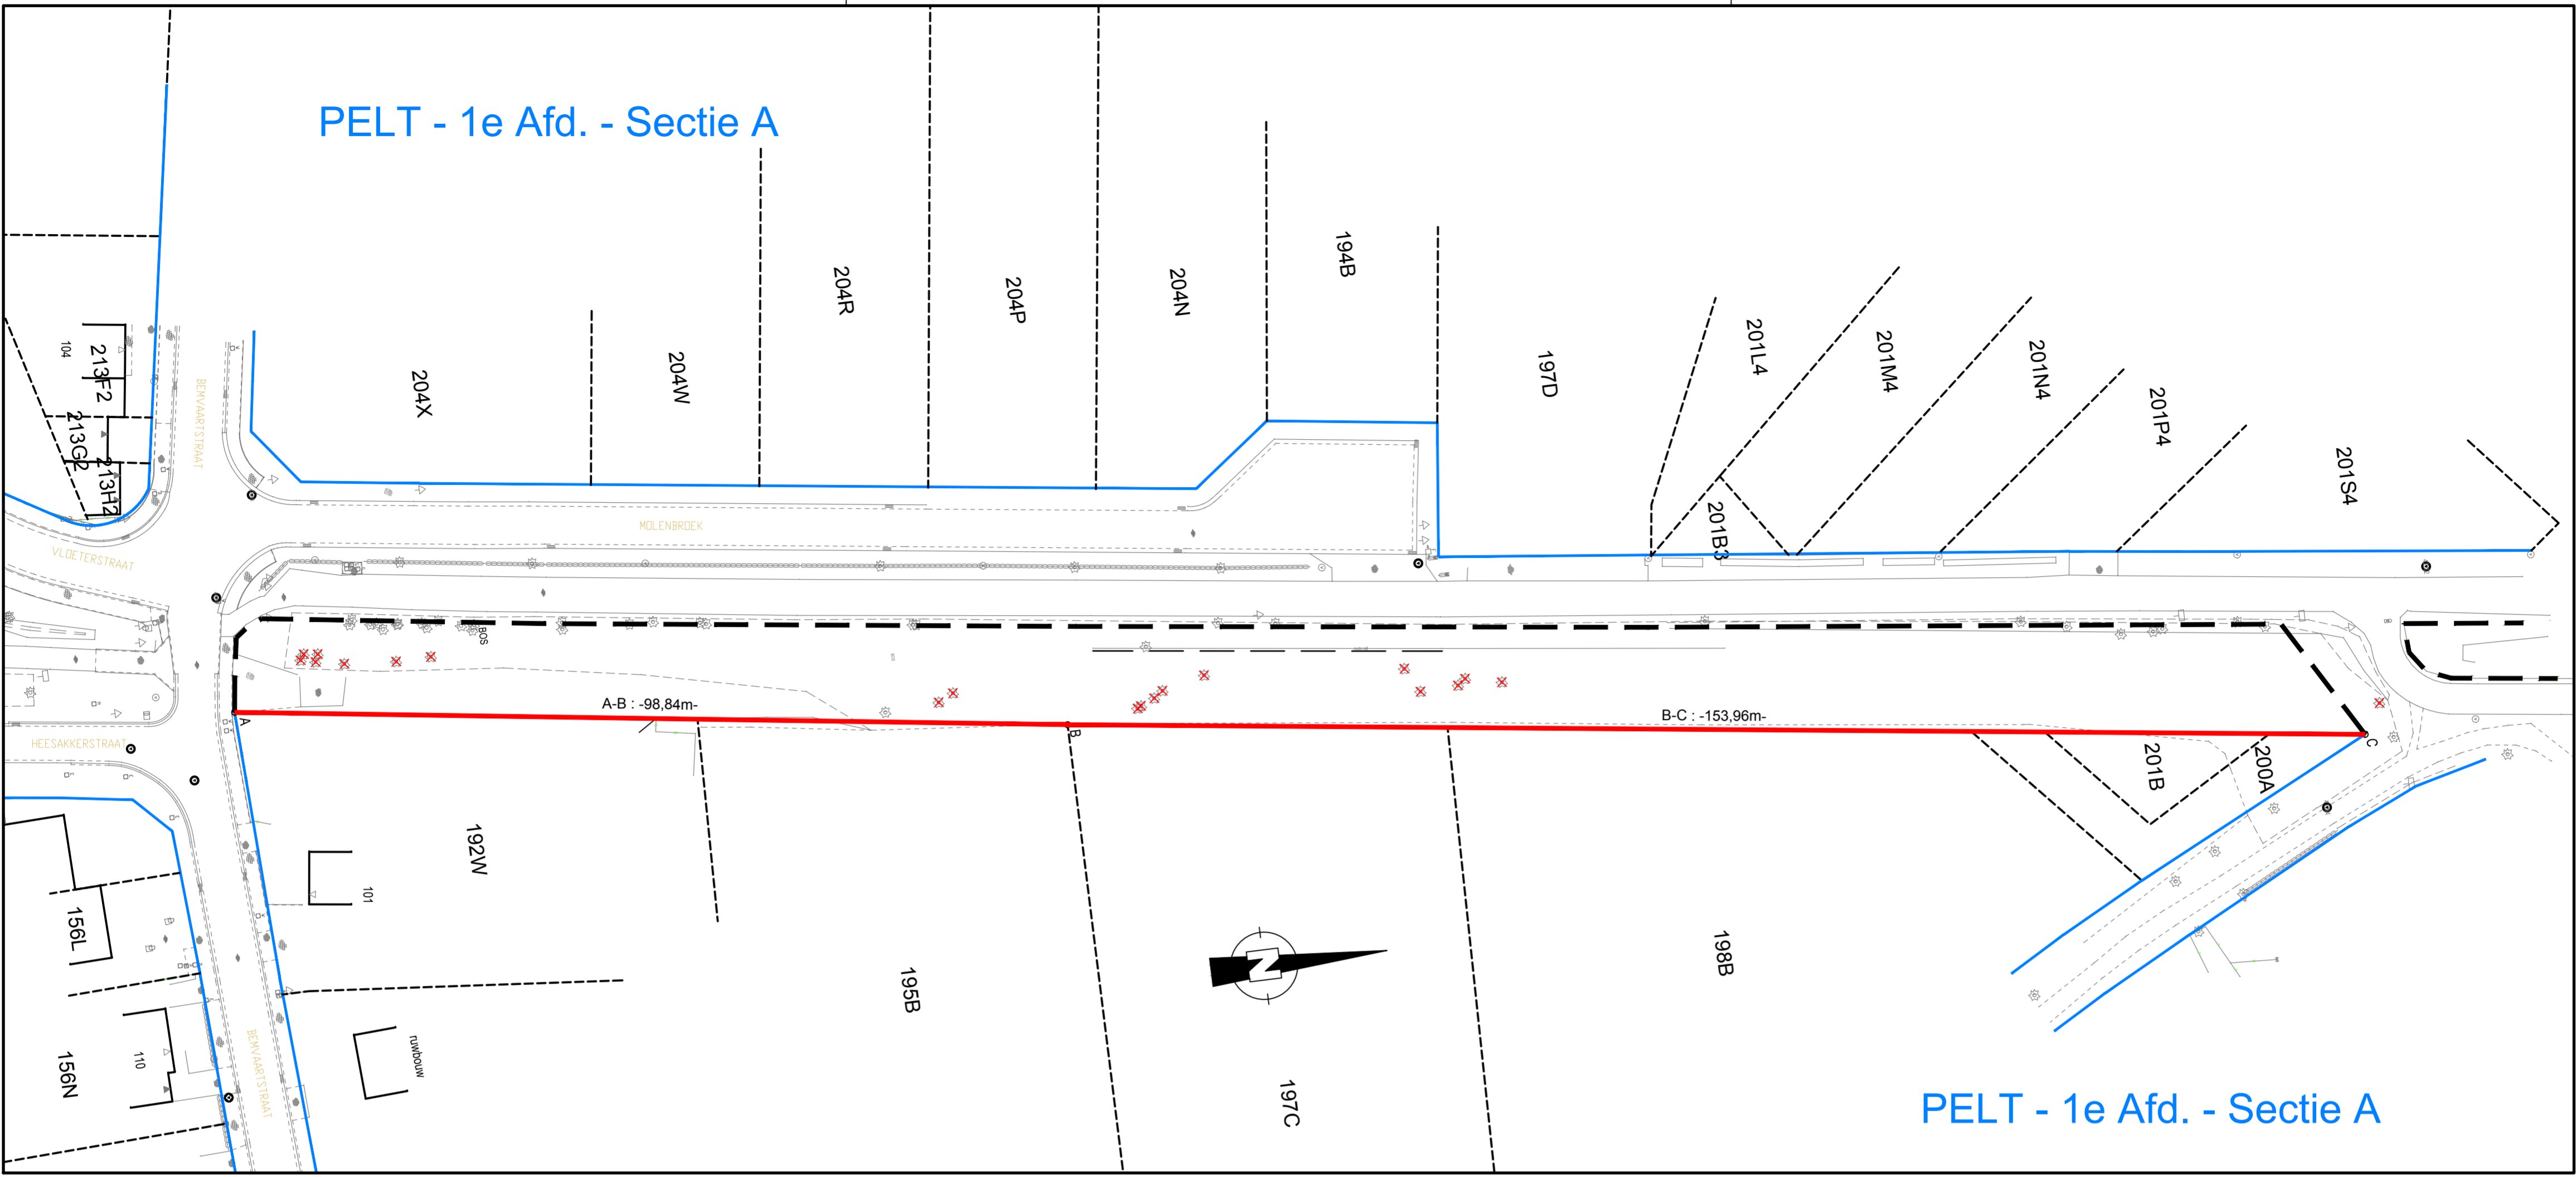 PELT - 1e Afd. - Sectie A
204R
204P
204N
194B
197D
201L4
201M4
201N4
201P4
201S4
201B3
204X
204W
104
213F2
213G2
213H2
BEMVAARTSTRAAT
MOLENBROEK
VLOETERSTRAAT
BOS
A-B : -98,84m-
B-C : -153,96m-
A
B
C
HEESAKKERSTRAAT
201B
200A
192W
101
156L
195B
N
198B
156N
110
BEMVAARTSTRAAT
ruwbouw
197C
PELT - 1e Afd. - Sectie A